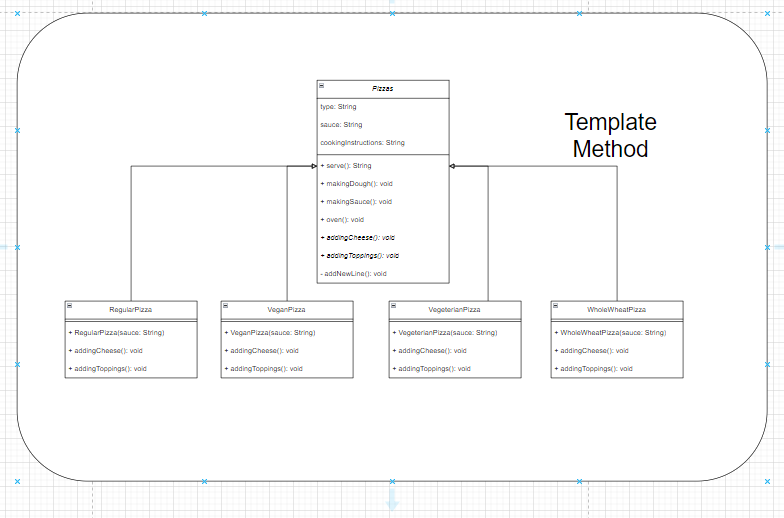 Pizzas
type: String
sauce: String
cookingInstructions: String
Template
Method
+ serve(): String
+ makingDough(): void
+ makingSauce(): void
+ oven(): void
+ addingCheese(): void
+ addingToppings(): void
- addNewLine(): void
RegularPizza
+ RegularPizza(sauce: String)
+ addingCheese(): void
+ addingToppings(): void
VeganPizza
+ VeganPizza(sauce: String)
+ addingCheese(): void
+ addingToppings(): void
VegeterianPizza
+ VegeterianPizza(sauce: String)
+ addingCheese(): void
+ addingToppings(): void
WholeWheatPizza
+ WholeWheatPizza(sauce: String)
+ addingCheese(): void
+ addingToppings(): void